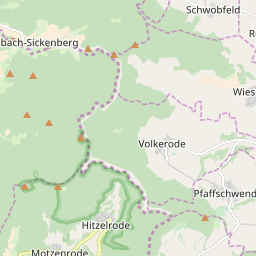 Schwobfeld
bach-Sickenberg
R
Wies
Volkerode
Pfaffschwend
Hitzelrode
Motzenrode